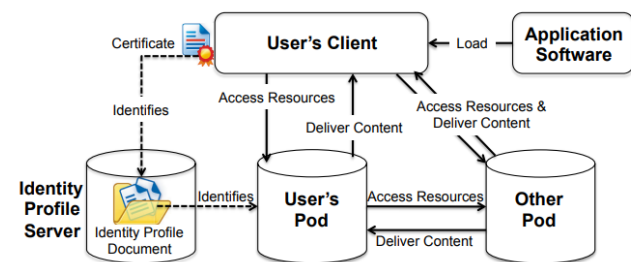 Certificate
User's Client
Load
Application
Software
Identifies
Access Resources
Deliver Content
Access Resources &
Deliver Content
Identity
Profile
Server
Identity Profile
Document
Identifies
User's
Pod
Access Resources
Deliver Content
Other
Pod